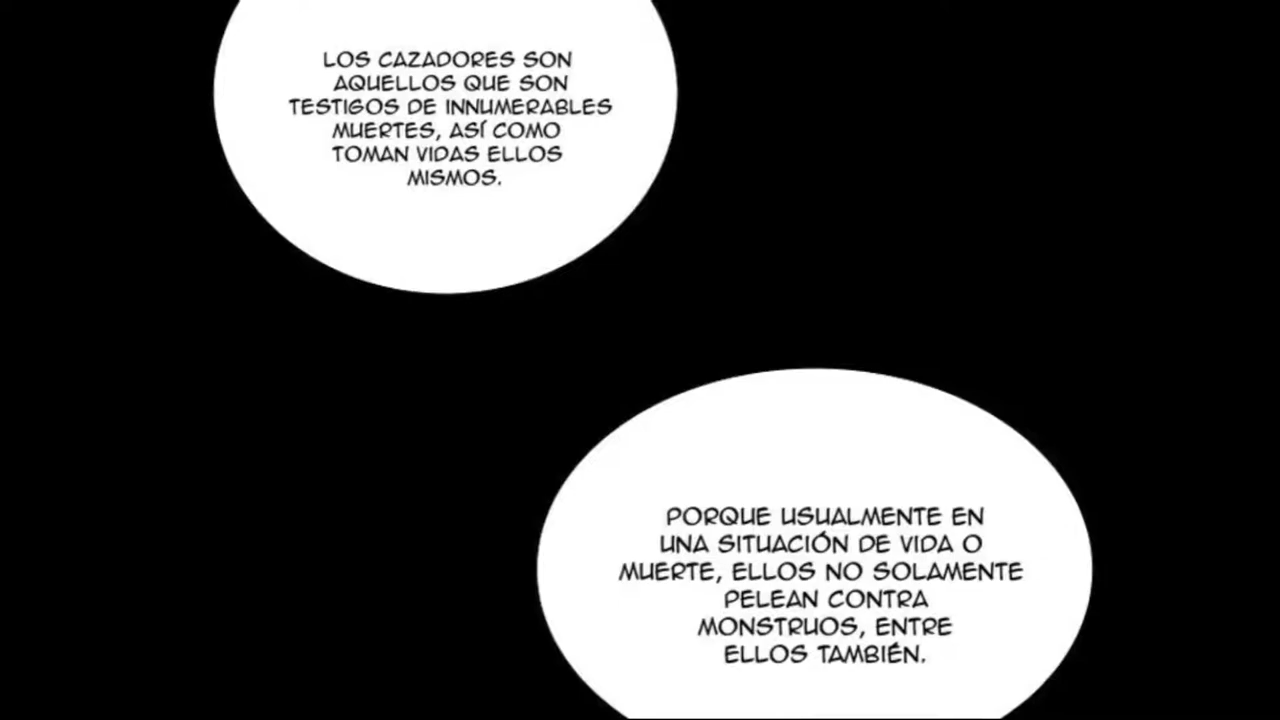 LOS CAZADORES SON
AQUELLOS QUE SON
TESTIGOS DE INNUMERABLES
MUERTES, ASÍ COMO
TOMAN VIDAS ELLOS
MISMOS.
PORQUE USUALMENTE EN
UNA SITUACIÓN DE VIDA O
MUERTE, ELLOS NO SOLAMENTE
PELEAN CONTRA
MONSTRUOS, ENTRE
ELLOS TAMBIÉN.